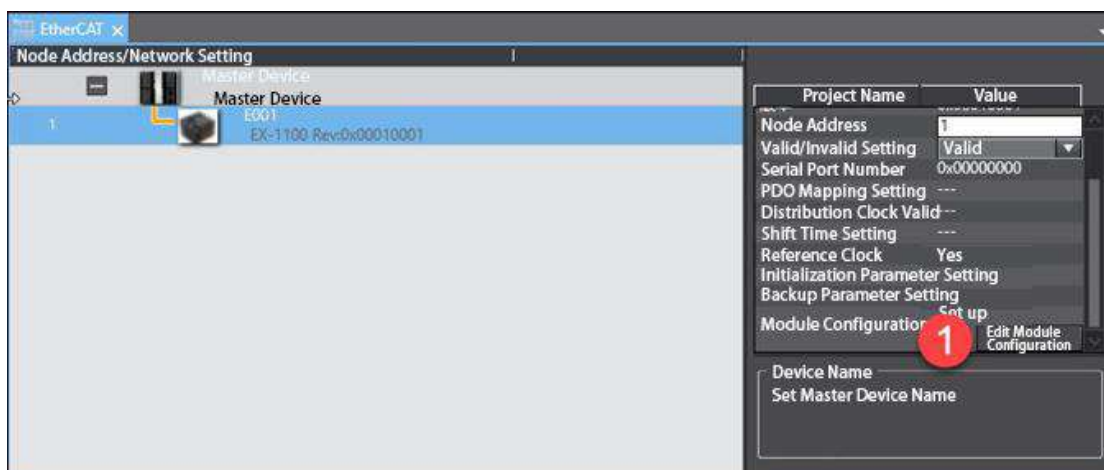 EtherCAT
Node Address/Network Setting
Master Device
Master Device
1
E001
EX-1100 Rev:0x00010001
Project Name Value
Node Address 1
Valid/Invalid Setting Valid
Serial Port Number 0x00000000
PDO Mapping Setting ---
Distribution Clock Valid --
Shift Time Setting ---
Reference Clock Yes
Initialization Parameter Setting
Backup Parameter Setting
Set up
Module Configuration
1
Edit Module
Configuration
Device Name
Set Master Device Name